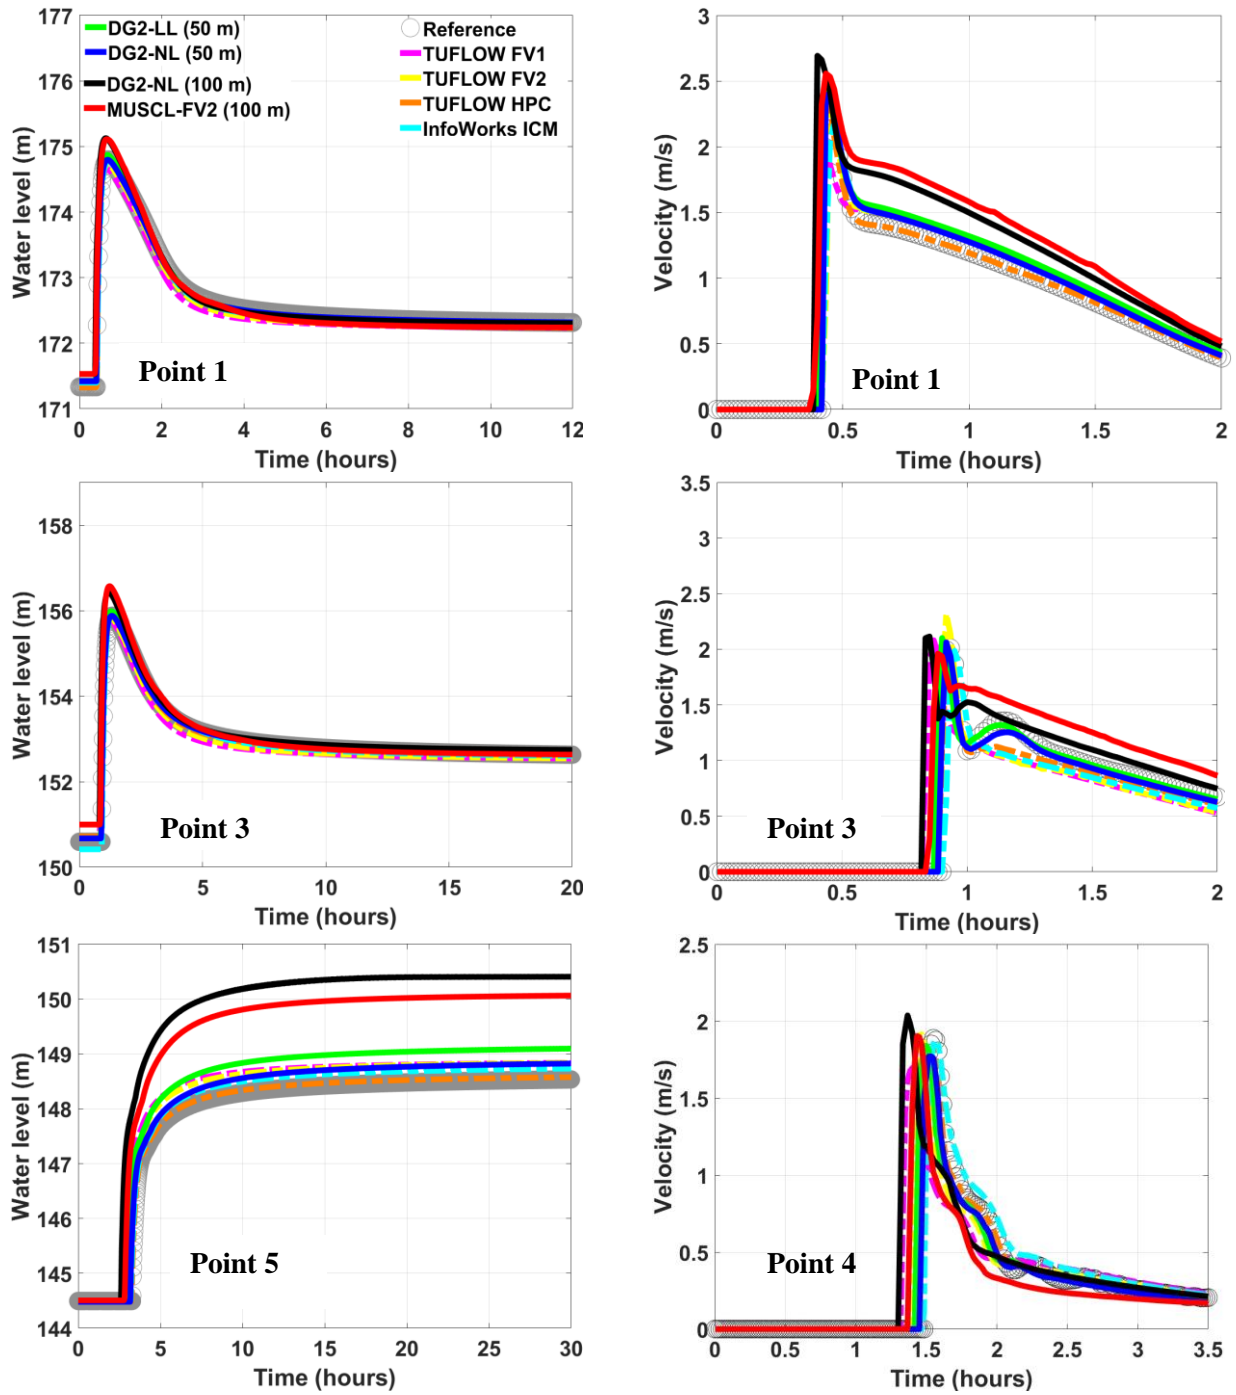 177
176
175
174
173
172
171
Water level (m)
DG2-LL (50 m)
DG2-NL (50 m)
DG2-NL (100 m)
MUSCL-FV2 (100 m)
Reference
TUFLOW FV1
TUFLOW FV2
TUFLOW HPC
InfoWorks ICM
Point 1
0 2 4 6 8 10 12
Time (hours)
3
2.5
2
1.5
1
0.5
0
Velocity (m/s)
Point 1
0 0.5 1 1.5 2
Time (hours)
158
156
154
152
150
Water level (m)
Point 3
0 5 10 15 20
Time (hours)
3.5
3
2.5
2
1.5
1
0.5
0
Velocity (m/s)
Point 3
0 0.5 1 1.5 2
Time (hours)
151
150
149
148
147
146
145
144
Water level (m)
Point 5
0 5 10 15 20 25 30
Time (hours)
2.5
2
1.5
1
0.5
0
Velocity (m/s)
Point 4
0 0.5 1 1.5 2 2.5 3 3.5
Time (hours)